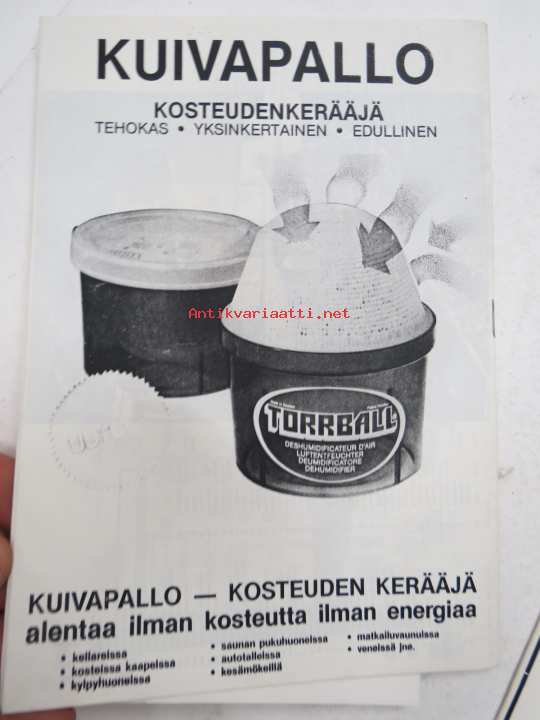 KUIVAPALLO
KOSTEUDENKERÄÄJÄ
TEHOKAS • YKSINKERTAINEN • EDULLINEN
Antikvariaatti.net
TORRBALL
DESHUMIDIFICATEUR D'AIR
LUFTENTFEUCHTER
DEUMIDIFICATORE
DEHUMIDIFIER
KUIVAPALLO — KOSTEUDEN KERÄÄJÄ
alentaa ilman kosteutta ilman energiaa
• kellareissa
• kosteissa kaapeissa
• kylpyhuoneissa
• saunan pukuhuoneissa
• autotalleissa
• kesämökeillä
• matkailuvaunuissa
• veneissä jne.